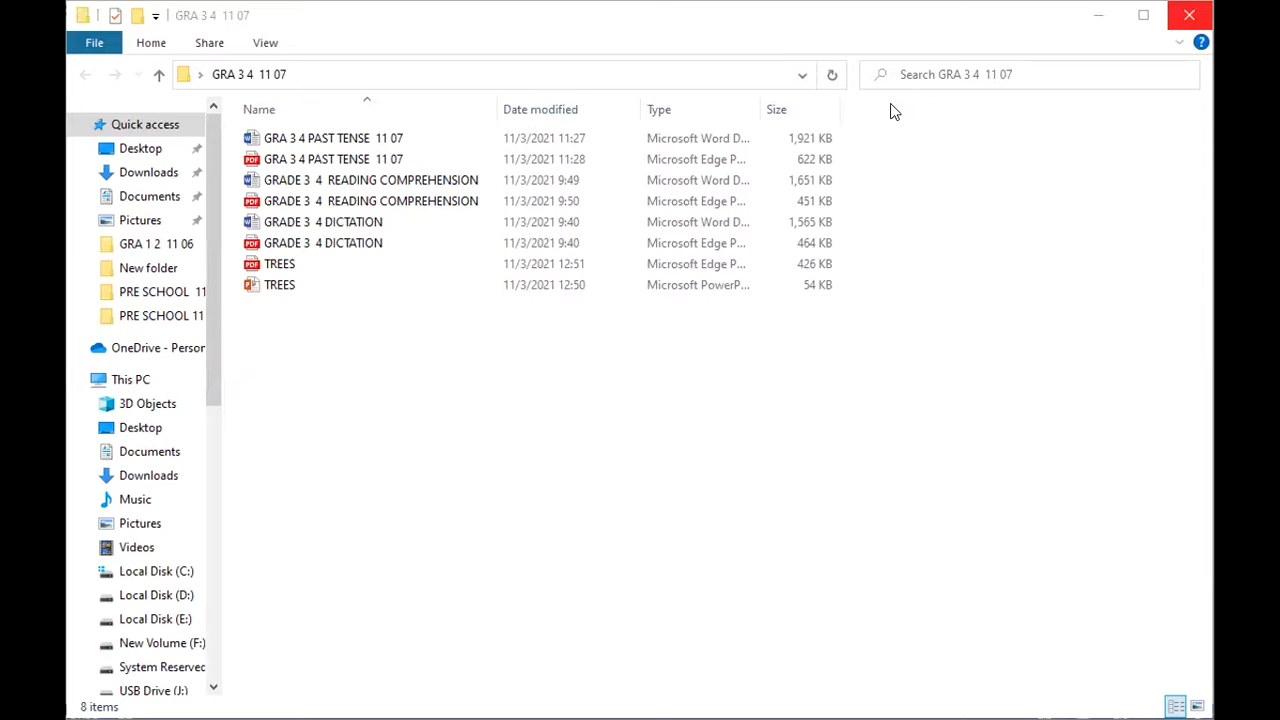 GRA 3 4  11 07
File Home Share View
GRA 3 4  11 07
Search GRA 3 4  11 07
Name Date modified Type Size
GRA 3 4 PAST TENSE  11 07 11/3/2021 11:27 Microsoft Word D... 1,921 KB
GRA 3 4 PAST TENSE  11 07 11/3/2021 11:28 Microsoft Edge P... 622 KB
GRADE 3  4  READING COMPREHENSION 11/3/2021 9:49 Microsoft Word D... 1,651 KB
GRADE 3  4  READING COMPREHENSION 11/3/2021 9:50 Microsoft Edge P... 451 KB
GRADE 3  4 DICTATION 11/3/2021 9:40 Microsoft Word D... 1,565 KB
GRADE 3  4 DICTATION 11/3/2021 9:40 Microsoft Edge P... 464 KB
TREES 11/3/2021 12:51 Microsoft Edge P... 426 KB
TREES 11/3/2021 12:50 Microsoft PowerP... 54 KB
Quick access
Desktop
Downloads
Documents
Pictures
GRA 1 2  11 06
New folder
PRE SCHOOL  11
PRE SCHOOL 11
OneDrive - Person
This PC
3D Objects
Desktop
Documents
Downloads
Music
Pictures
Videos
Local Disk (C:)
Local Disk (D:)
Local Disk (E:)
New Volume (F:)
System Reserved
USB Drive (J:)
8 items